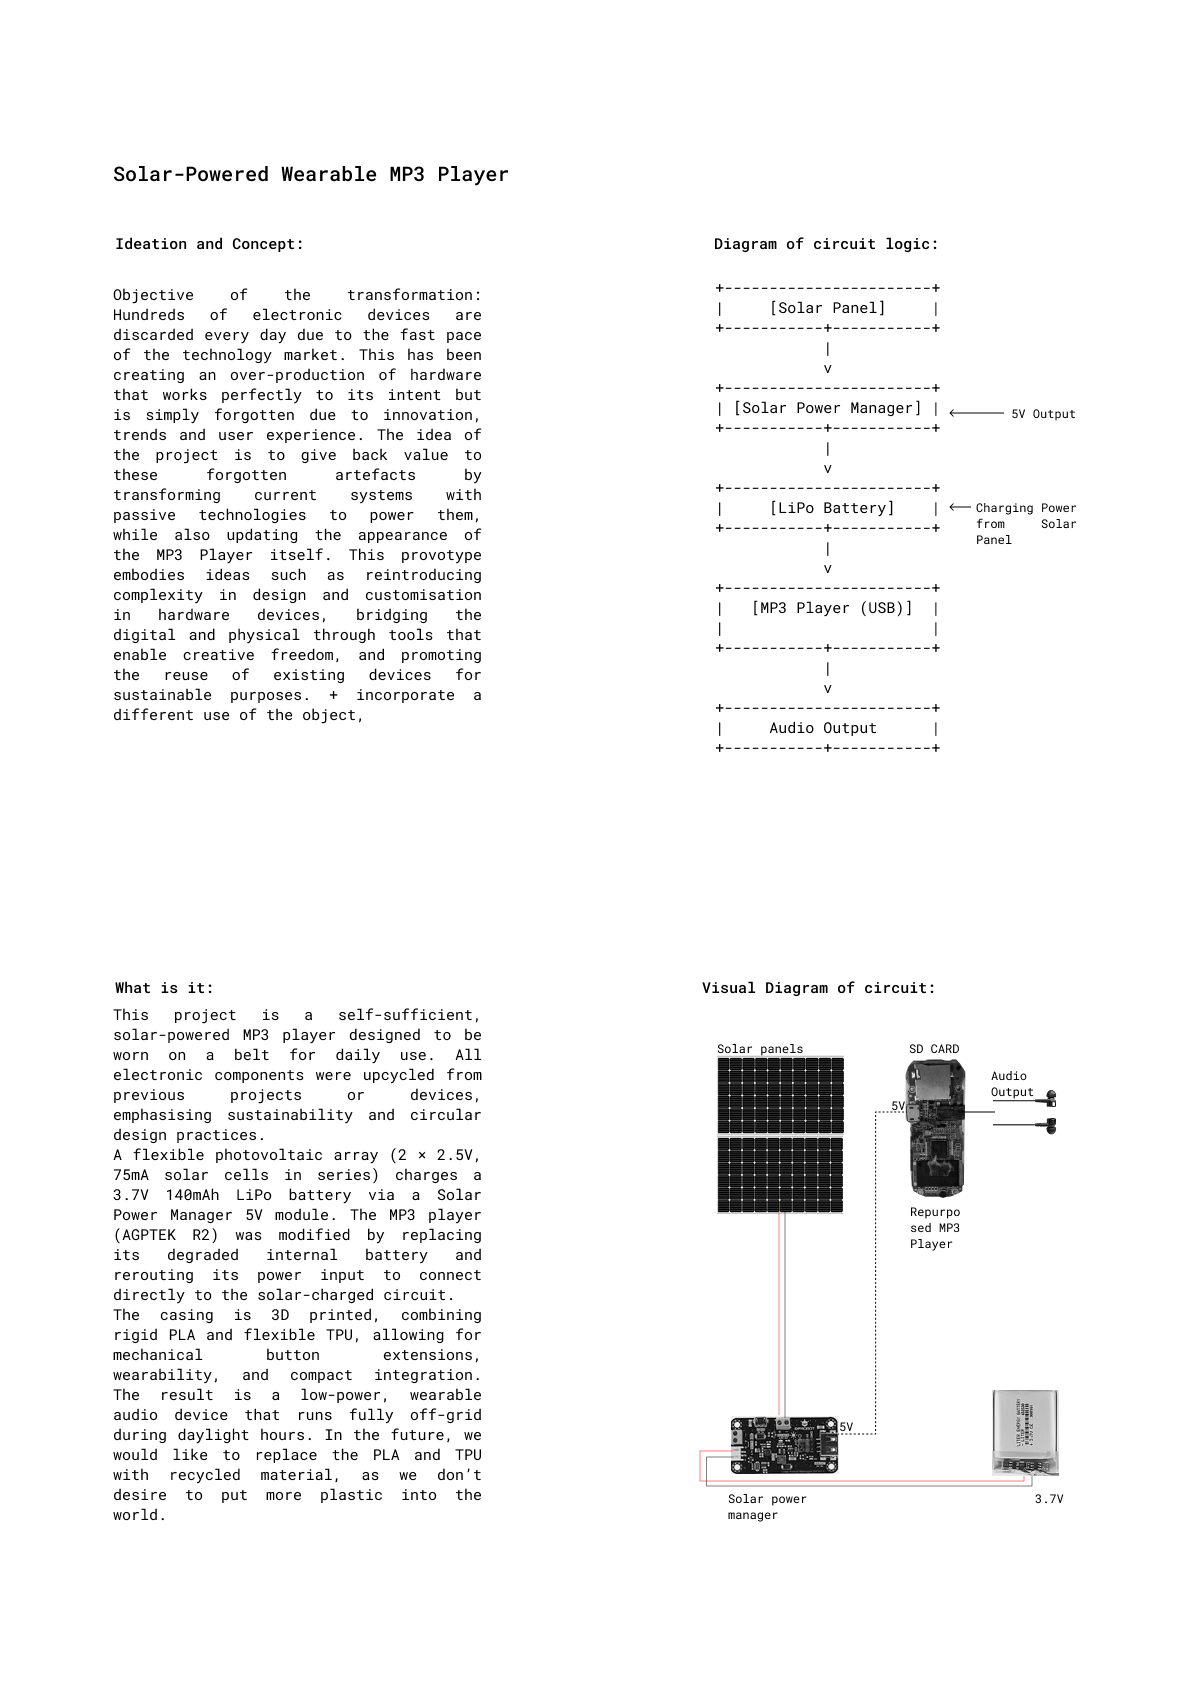 Solar-Powered Wearable MP3 Player
Ideation and Concept:
Objective of the transformation:
Hundreds of electronic devices are
discarded every day due to the fast pace
of the technology market. This has been
creating an over-production of hardware
that works perfectly to its intent but
is simply forgotten due to innovation,
trends and user experience. The idea of
the project is to give back value to
these forgotten artefacts by
transforming current systems with
passive technologies to power them,
while also updating the appearance of
the MP3 Player itself. This provotype
embodies ideas such as reintroducing
complexity in design and customisation
in hardware devices, bridging the
digital and physical through tools that
enable creative freedom, and promoting
the reuse of existing devices for
sustainable purposes. + incorporate a
different use of the object,
Diagram of circuit logic:
+-----------------------+
| [Solar Panel] |
+-----------+-----------+
|
v
+-----------------------+
| [Solar Power Manager] |
5V Output
+-----------+-----------+
|
v
+-----------------------+
| [LiPo Battery] |
Charging Power
from Solar
Panel
+-----------+-----------+
|
v
+-----------------------+
| [MP3 Player (USB)] |
| |
+-----------+-----------+
|
v
+-----------------------+
| Audio Output |
+-----------+-----------+
What is it:
This project is a self-sufficient,
solar-powered MP3 player designed to be
worn on a belt for daily use. All
electronic components were upcycled from
previous projects or devices,
emphasising sustainability and circular
design practices.
A flexible photovoltaic array (2 × 2.5V,
75mA solar cells in series) charges a
3.7V 140mAh LiPo battery via a Solar
Power Manager 5V module. The MP3 player
(AGPTEK R2) was modified by replacing
its degraded internal battery and
rerouting its power input to connect
directly to the solar-charged circuit.
The casing is 3D printed, combining
rigid PLA and flexible TPU, allowing for
mechanical button extensions,
wearability, and compact integration.
The result is a low-power, wearable
audio device that runs fully off-grid
during daylight hours. In the future, we
would like to replace the PLA and TPU
with recycled material, as we don't
desire to put more plastic into the
world.
Visual Diagram of circuit:
Solar panels
SD CARD
Audio
Output
5V
Repurpo
sed MP3
Player
5V
Solar power
manager
3.7V